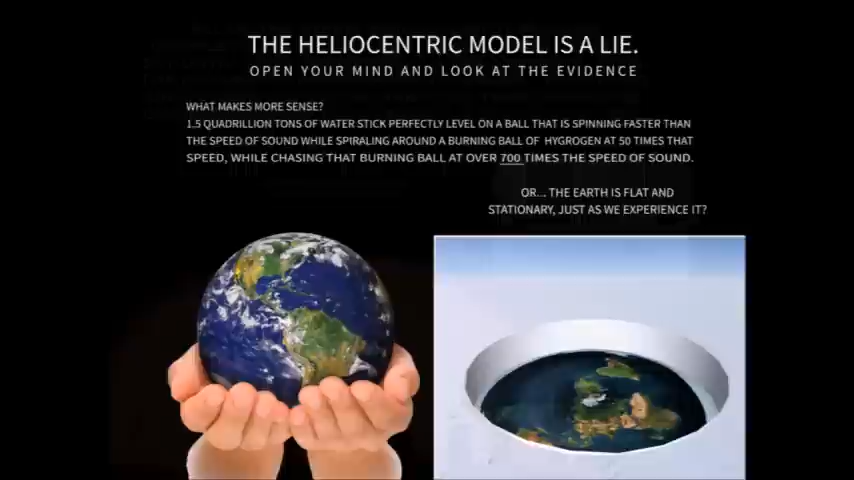 THE HELIOCENTRIC MODEL IS A LIE.
OPEN YOUR MIND AND LOOK AT THE EVIDENCE
WHAT MAKES MORE SENSE?
1.5 QUADRILLION TONS OF WATER STICK PERFECTLY LEVEL ON A BALL THAT IS SPINNING FASTER THAN
THE SPEED OF SOUND WHILE SPIRALING AROUND A BURNING BALL OF HYGROGEN AT 50 TIMES THAT
SPEED, WHILE CHASING THAT BURNING BALL AT OVER 700 TIMES THE SPEED OF SOUND.
OR... THE EARTH IS FLAT AND
STATIONARY, JUST AS WE EXPERIENCE IT?